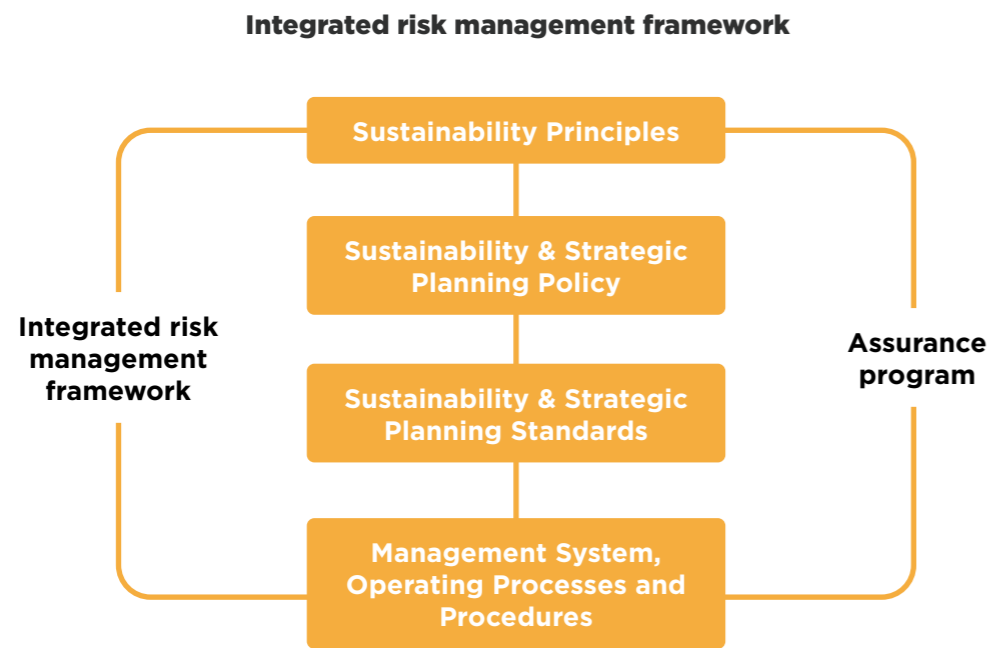 Integrated risk management framework
Sustainability Principles
Sustainability & Strategic
Planning Policy
Integrated risk
management
framework
Assurance
program
Sustainability & Strategic
Planning Standards
Management System,
Operating Processes and
Procedures